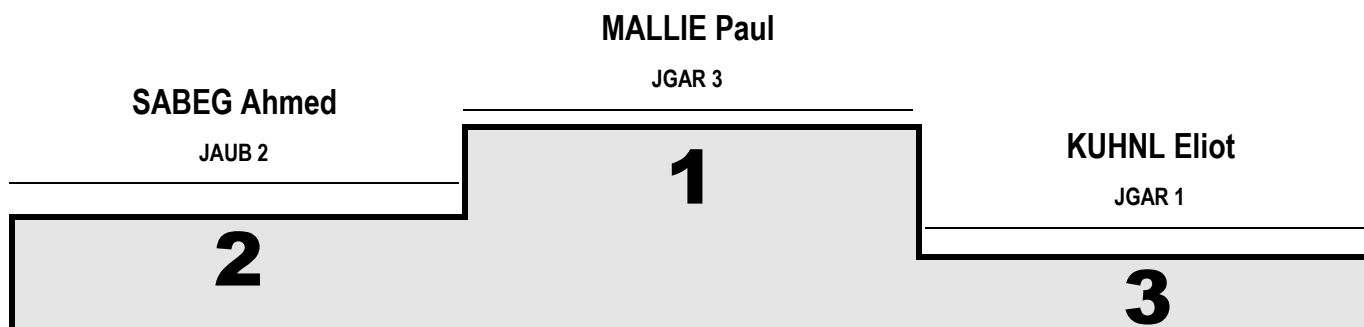 MALLIE Paul
JGAR 3
SABEG Ahmed
JAUB 2
KUHNL Eliot
JGAR 1
1
2
3